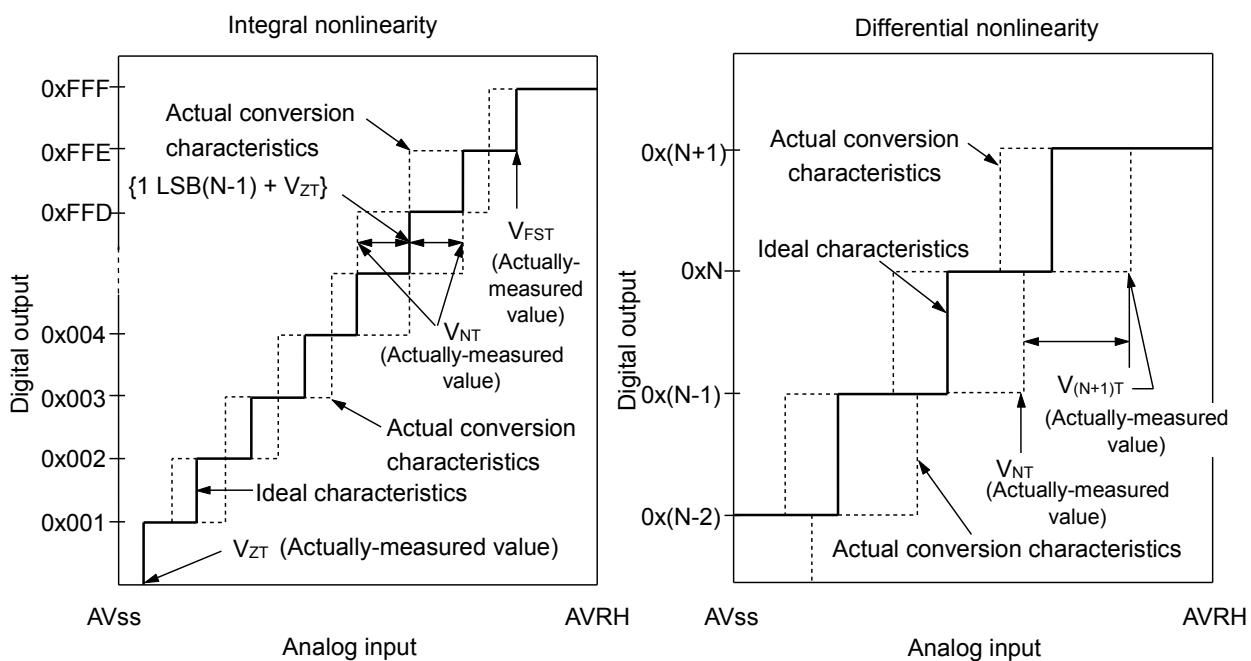 Integral nonlinearity
0xFFF
0xFFE
0xFFD
0x004
0x003
0x002
0x001
Digital output
Actual conversion
characteristics
{1 LSB(N-1) + VZT}
VFST
(Actually-
measured
value)
VNT
(Actually-measured
value)
Actual conversion
characteristics
Ideal characteristics
VZT (Actually-measured value)
AVss
AVRH
Analog input
Differential nonlinearity
0x(N+1)
0xN
0x(N-1)
0x(N-2)
Digital output
Actual conversion
characteristics
Ideal characteristics
V(N+1)T
(Actually-measured
value)
VNT
(Actually-measured
value)
Actual conversion characteristics
AVss
AVRH
Analog input